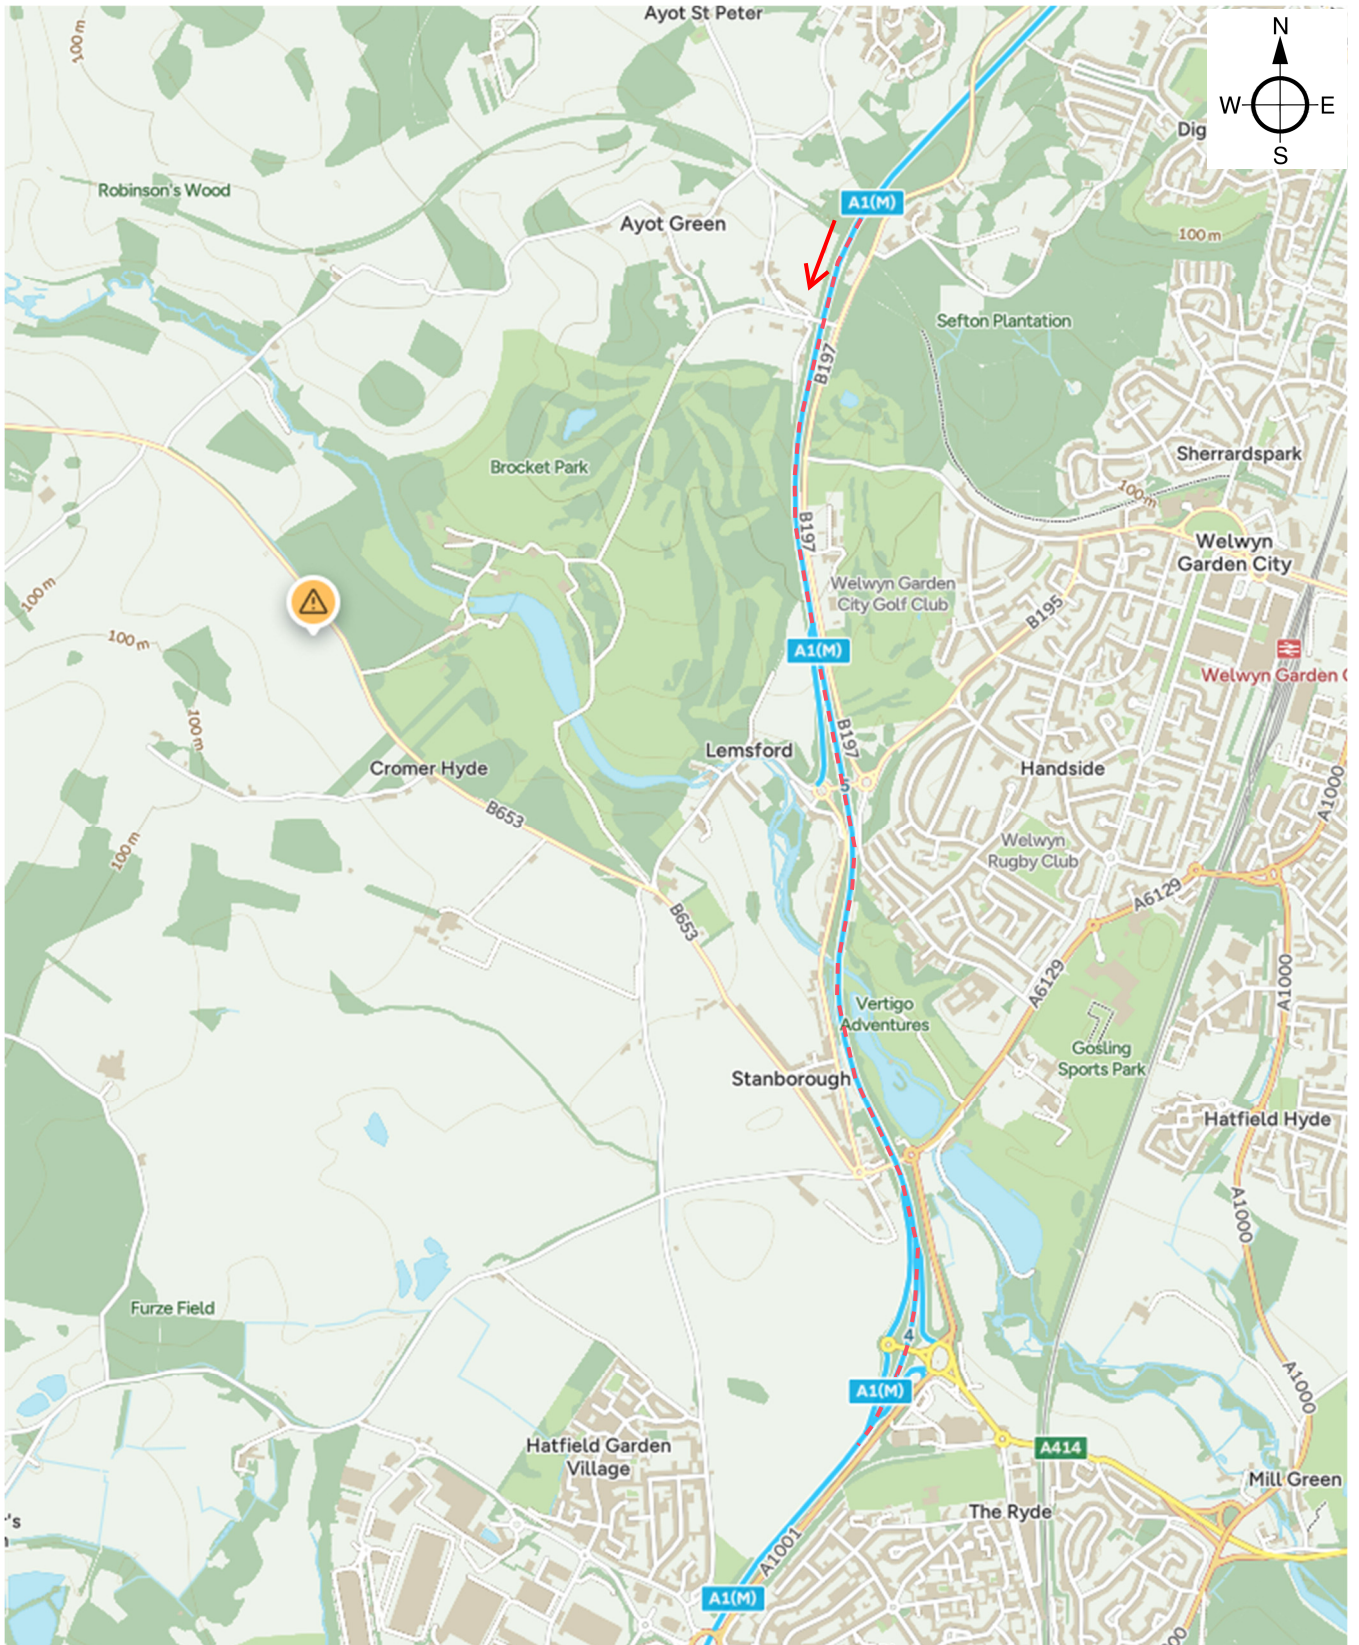 Ayot St Peter
100 m
N
W
E
S
Dig
Robinson's Wood
A1(M)
Ayot Green
100 m
Sefton Plantation
B197
Brocket Park
Sherrardspark
100 m
B197
Welwyn
Garden City
Welwyn Garden
City Golf Club
B195
100 m
100 m
A1(M)
Welwyn Garden
100 m
B197
Lemsford
Cromer Hyde
Handside
5
A1000
B653
100 m
Welwyn
Rugby Club
A6129
B653
A6129
A1000
Vertigo
Adventures
Gosling
Sports Park
Stanborough
Hatfield Hyde
A1000
Furze Field
4
A1(M)
A1000
Hatfield Garden
Village
A414
Mill Green
The Ryde
's
A1001
A1(M)
00